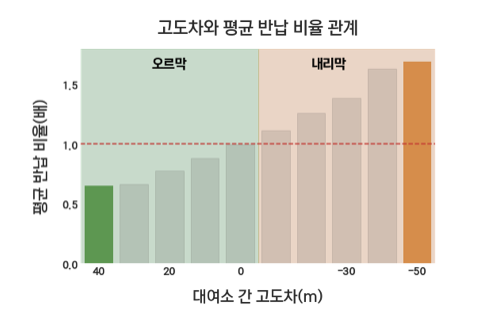 고도차와 평균 반납 비율 관계
오르막 내리막
평균 반납 비율(배)
1.5
1.0
0.5
0.0
40 20 0 -30 -50
대여소 간 고도차(m)